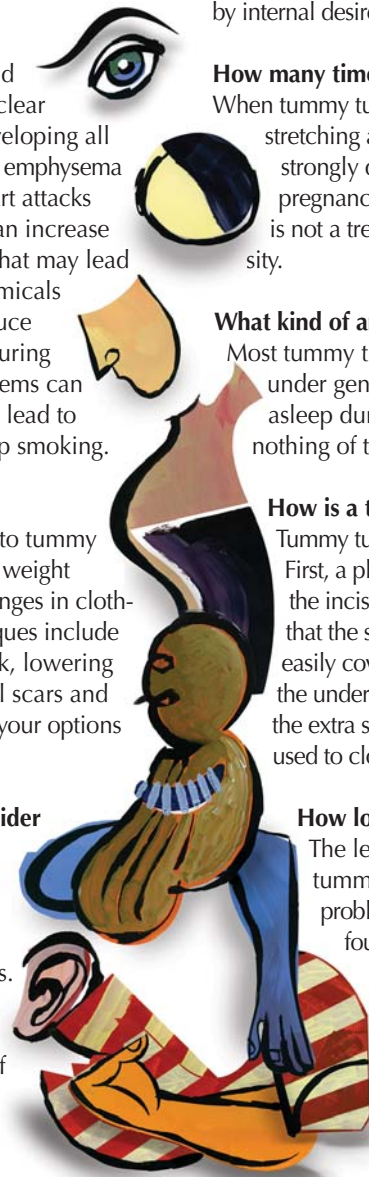 d
clear
veloping all
emphysema
rt attacks
an increase
hat may lead
micals
uce
uring
ems can
lead to
p smoking.
to tummy
weight
nges in cloth-
ques include
k, lowering
l scars and
your options
ider
s.
f
by internal desire
How many time
When tummy tu
stretching a
strongly d
pregnanc
is not a tre
sity.
What kind of a
Most tummy t
under gen
asleep du
nothing of t
How is a t
Tummy tu
First, a pl
the incis
that the s
easily cov
the under
the extra s
used to clo
How lo
The le
tumm
probl
fou